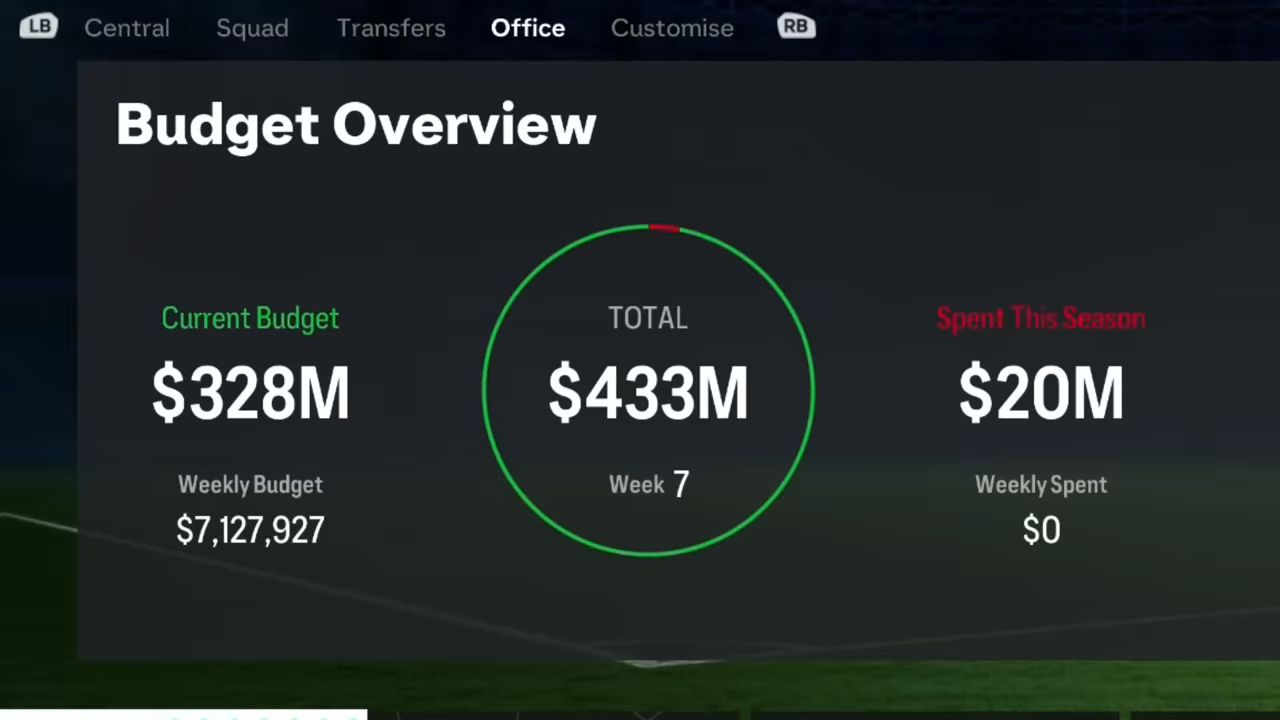 LB Central Squad Transfers Office Customise RB
Budget Overview
Current Budget
$328M
Weekly Budget
$7,127,927
TOTAL
$433M
Week 7
Spent This Season
$20M
Weekly Spent
$0